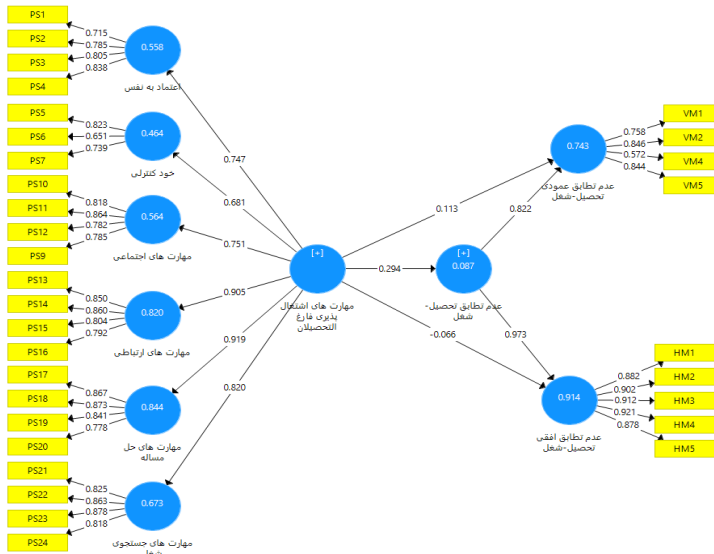 PS1
PS2
PS3
PS4
0.715
0.785
0.805
0.838
0.558
اعتماد به نفس
PS5
PS6
PS7
0.823
0.651
0.739
0.464
خود کنترلی
PS10
PS11
PS12
PS9
0.818
0.864
0.782
0.785
0.564
مهارت های اجتماعی
PS13
PS14
PS15
PS16
0.850
0.860
0.804
0.792
0.820
مهارت های ارتباطی
PS17
PS18
PS19
PS20
0.867
0.873
0.841
0.778
0.844
مهارت های حل
مساله
PS21
PS22
PS23
PS24
0.825
0.863
0.878
0.818
0.673
مهارت های جستجوی
0.747
0.681
0.751
0.905
0.919
0.820
[+]
مهارت های اشتغال
پذیری فارغ
التحصیلان
0.113
0.294
-0.066
[+]
0.087
عدم تطابق تحصیل-
شغل
0.822
0.973
0.743
عدم تطابق عمودی
تحصیل-شغل
0.758
0.846
0.572
0.844
VM1
VM2
VM4
VM5
0.914
عدم تطابق افقی
تحصیل-شغل
0.882
0.902
0.912
0.921
0.878
HM1
HM2
HM3
HM4
HM5